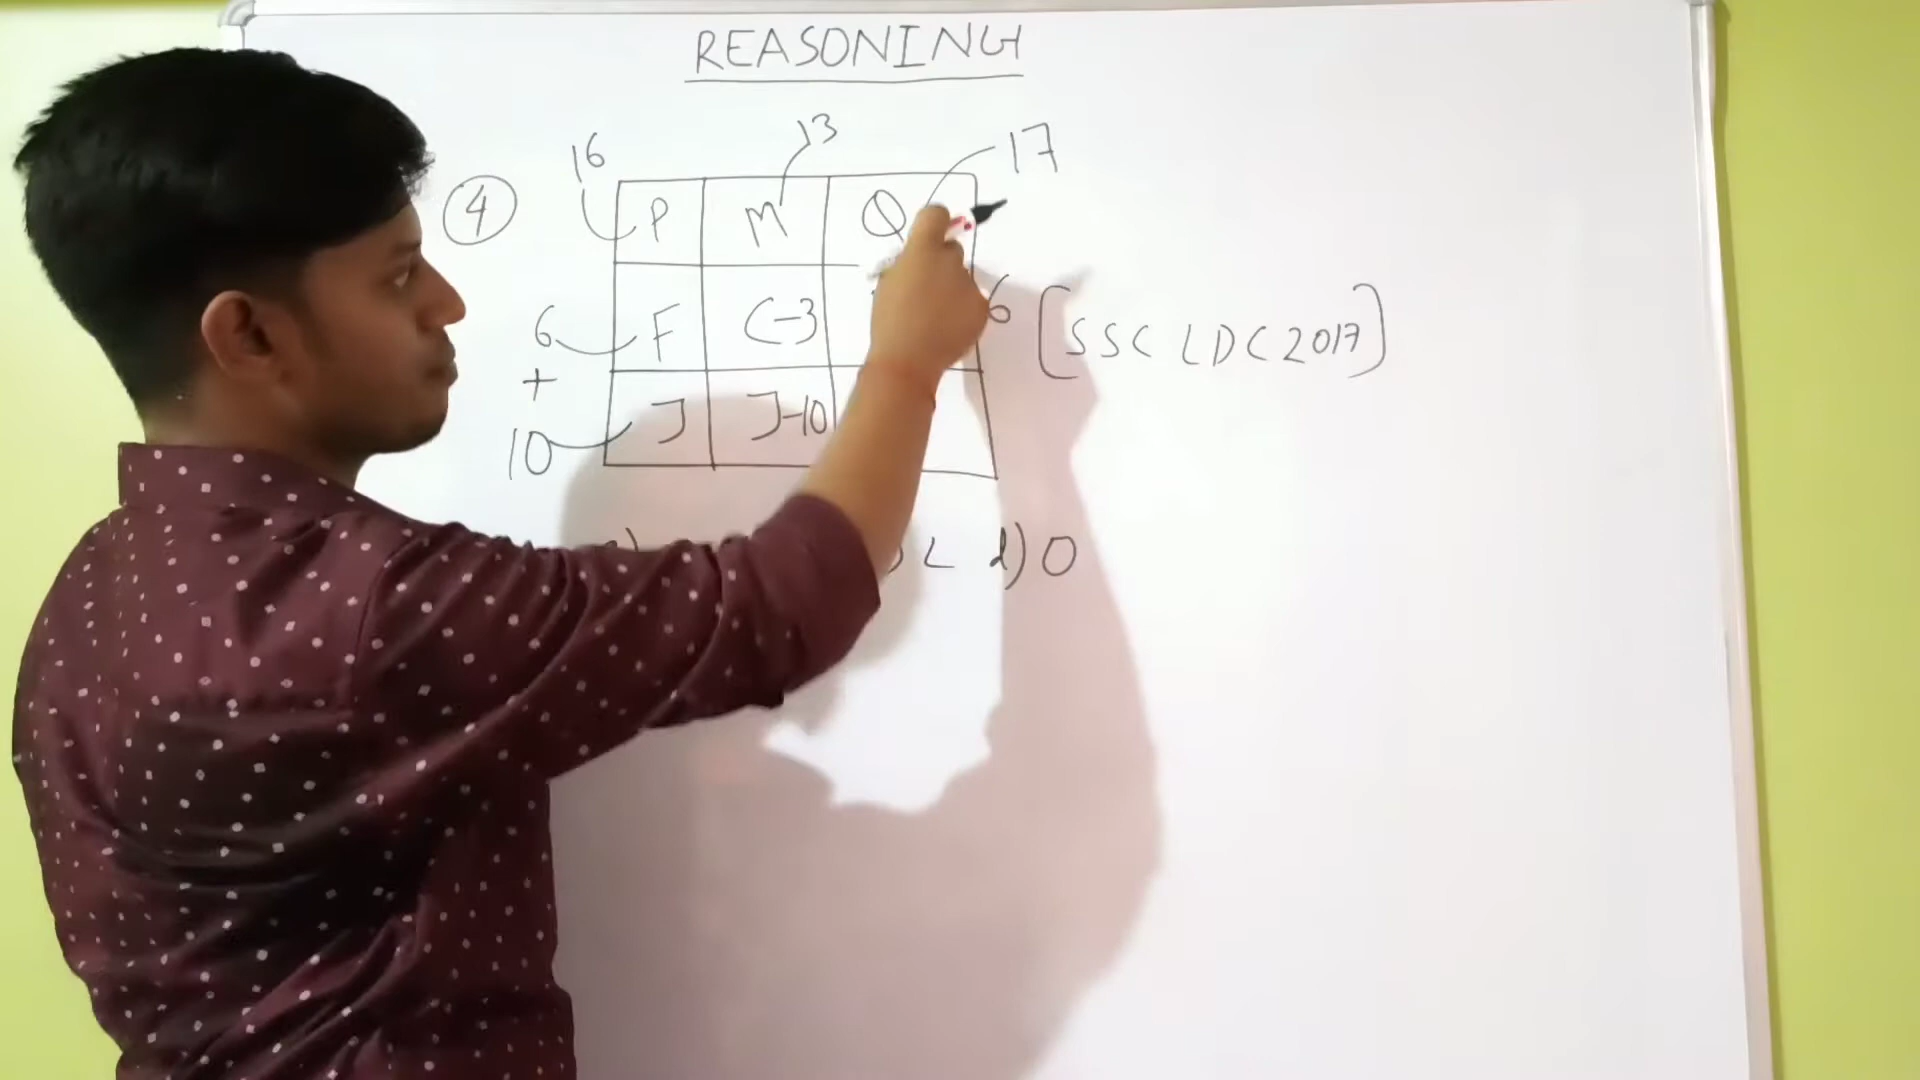 REASONING
16 13 17
4 P M Q
6 F C-3 6 [SSC LDC 2017]
+
10 J J-10
L d) O